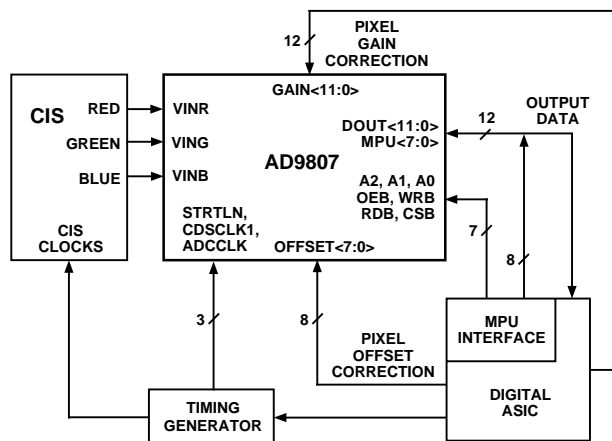 PIXEL
GAIN
CORRECTION
12
CIS
RED
GREEN
BLUE
CIS
CLOCKS
GAIN<11:0>
VINR
VING
VINB
AD9807
DOUT<11:0>
MPU<7:0>
A2, A1, A0
OEB, WRB
RDB, CSB
STRTLN,
CDSCLK1,
ADCCLK
OFFSET<7:0>
12
OUTPUT
DATA
7
8
3
8
PIXEL
OFFSET
CORRECTION
MPU
INTERFACE
DIGITAL
ASIC
TIMING
GENERATOR